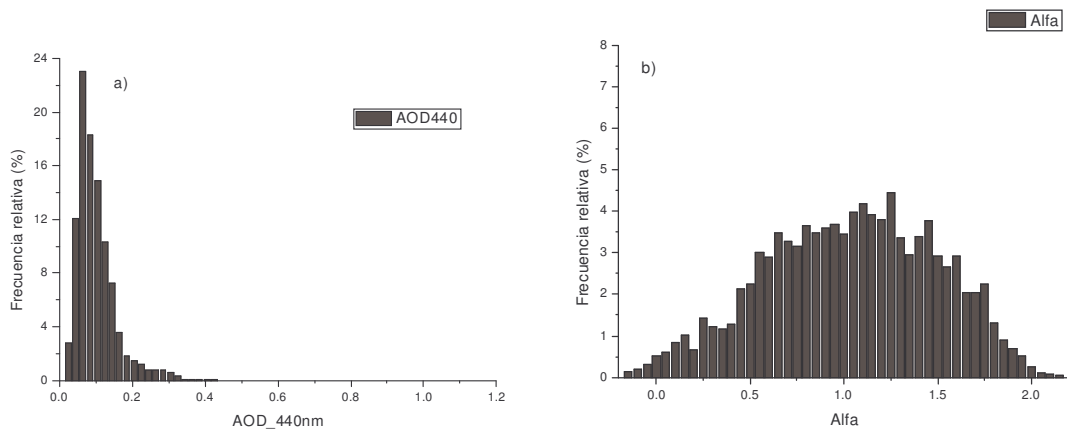 Alfa
a)
AOD440
Frecuencia relativa (%)
24
20
16
12
8
4
0
0.0 0.2 0.4 0.6 0.8 1.0 1.2
AOD_440nm
b)
Frecuencia relativa (%)
8
7
6
5
4
3
2
1
0
0.0 0.5 1.0 1.5 2.0
Alfa